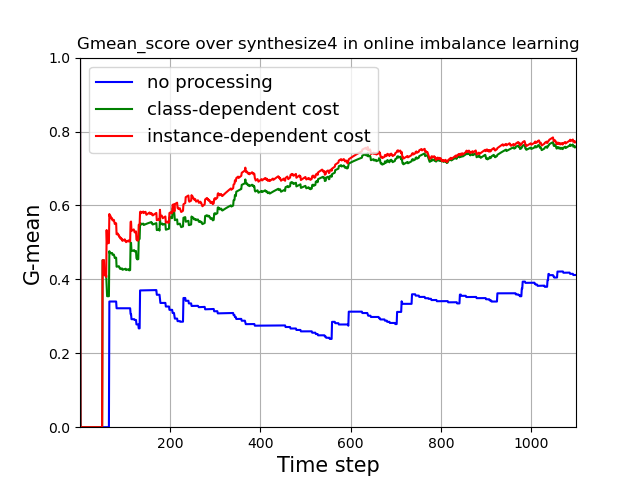 Gmean_score over synthesize4 in online imbalance learning
no processing
class-dependent cost
instance-dependent cost
G-mean
1.0
0.8
0.6
0.4
0.2
0.0
200 400 600 800 1000
Time step